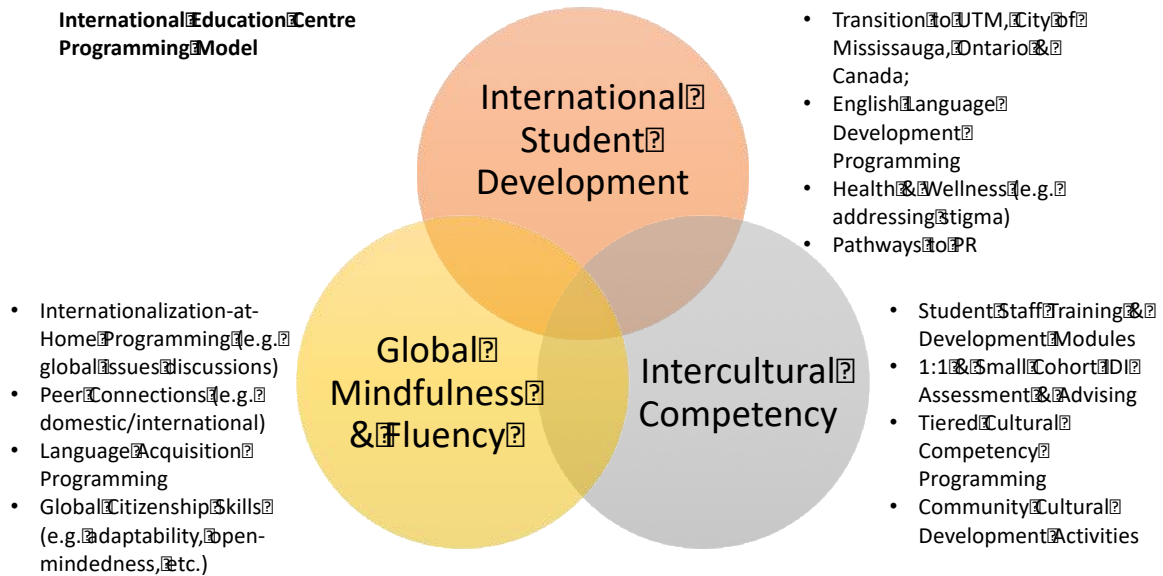 International Education Centre
Programming Model
International
Student
Development
• Transition to UTM, City of
Mississauga, Ontario &
Canada;
• English Language
Development
Programming
• Health & Wellness (e.g.
addressing stigma)
• Pathways to PR
• Internationalization-at-
Home Programming (e.g.
global issues discussions)
• Peer Connections (e.g.
domestic/international)
• Language Acquisition
Programming
• Global Citizenship Skills
(e.g. adaptability, open-
mindedness, etc.)
Global
Mindfulness
& Fluency
Intercultural
Competency
• Student Staff Training &
Development Modules
• 1:1 & Small Cohort IDI
Assessment & Advising
• Tiered Cultural
Competency
Programming
• Community Cultural
Development Activities